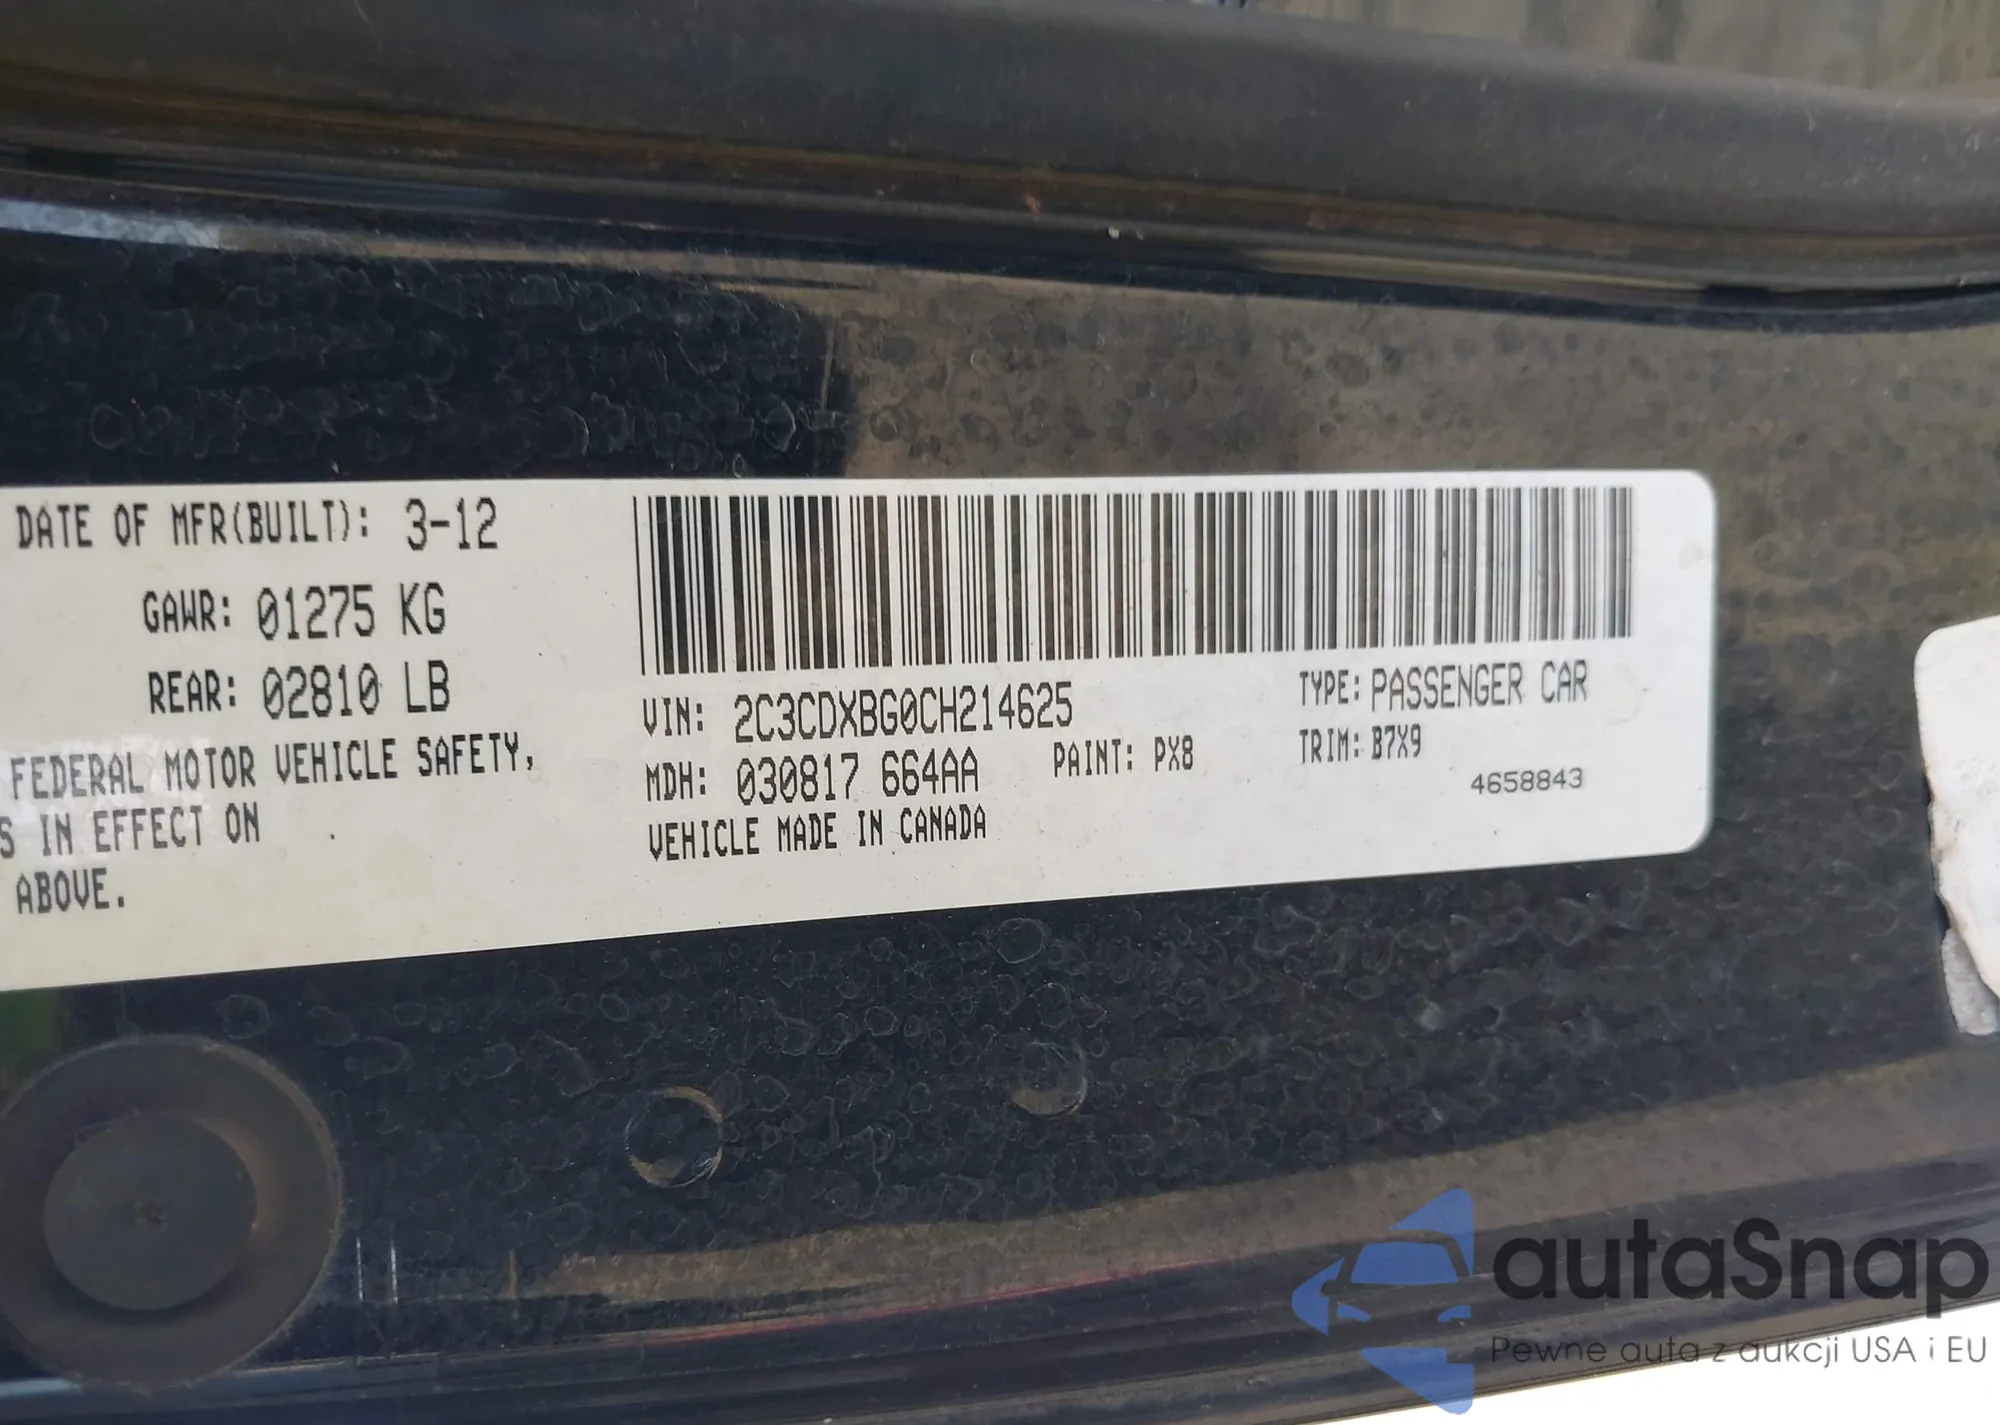 DATE OF MFR(BUILT): 3-12
GAWR: 01275 KG
REAR: 02810 LB
FEDERAL MOTOR VEHICLE SAFETY,
S IN EFFECT ON
ABOVE.
VIN: 2C3CDXBG0CH214625
TYPE: PASSENGER CAR
MDH: 030817 664AA
PAINT: PX8
TRIM: B7X9
VEHICLE MADE IN CANADA
4658843
autaSnap
Pewne auta z aukcji USA i EU